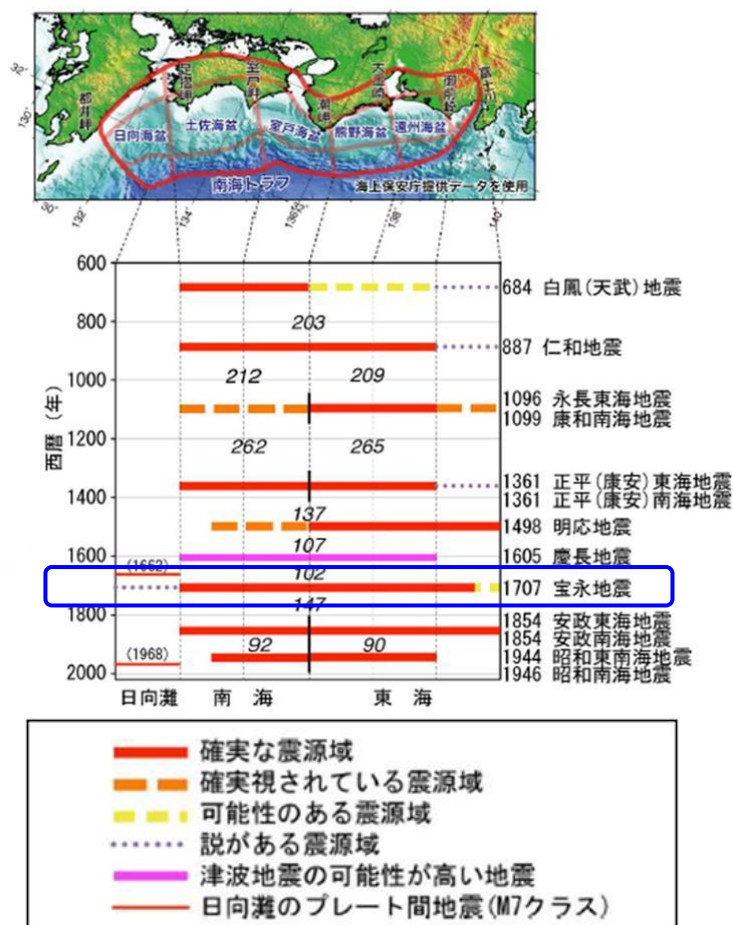 足摺岬
室戸岬
潮岬
大王崎
御前崎
富士川
都井岬
日向海盆
土佐海盆
室戸海盆
熊野海盆
遠州海盆
南海トラフ
海上保安庁提供データを使用
32°
130°
30°
132°
134°
138°
140°
西暦(年)
600
800
1000
1200
1400
1600
1800
2000
684 白鳳(天武)地震
203
887 仁和地震
212
209
1096 永長東海地震
1099 康和南海地震
262
265
1361 正平(康安)東海地震
1361 正平(康安)南海地震
137
1498 明応地震
107
1605 慶長地震
(1662)
102
1707 宝永地震
147
1854 安政東海地震
1854 安政南海地震
92
90
1944 昭和東南海地震
(1968)
1946 昭和南海地震
日向灘
南海
東海
確実な震源域
確実視されている震源域
可能性のある震源域
説がある震源域
津波地震の可能性が高い地震
日向灘のプレート間地震(M7クラス)